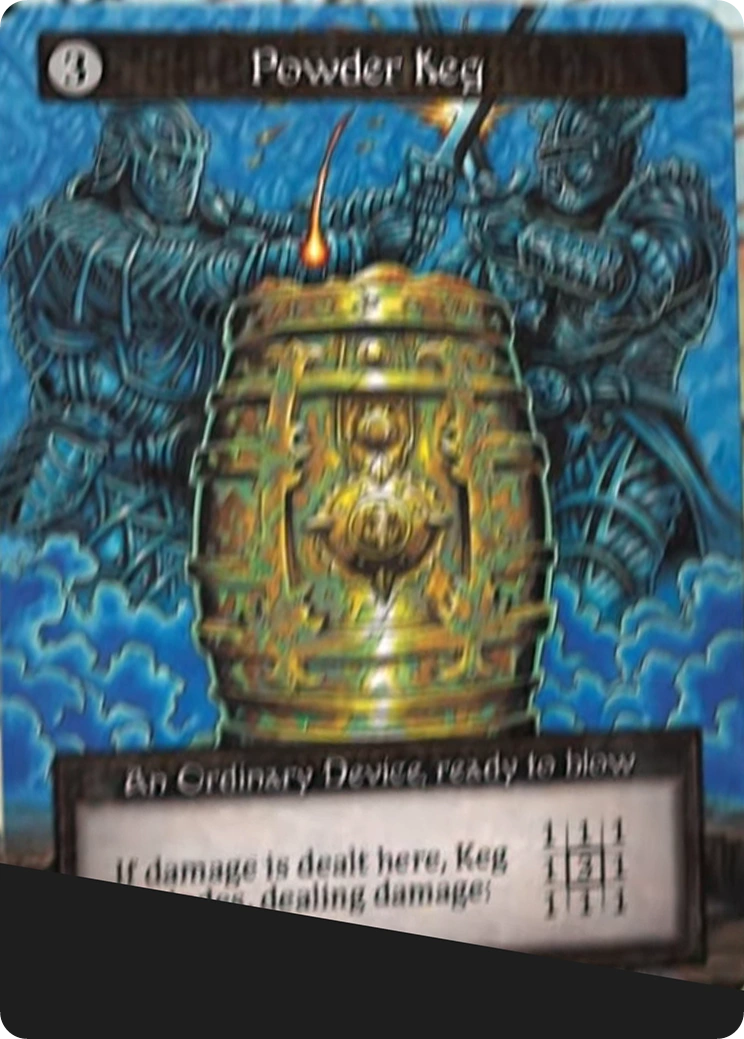 3 Powder Keg
An Ordinary Device, ready to blow
If damage is dealt here, Keg
dealing damage:
1 1 1
1 3 1
1 1 1